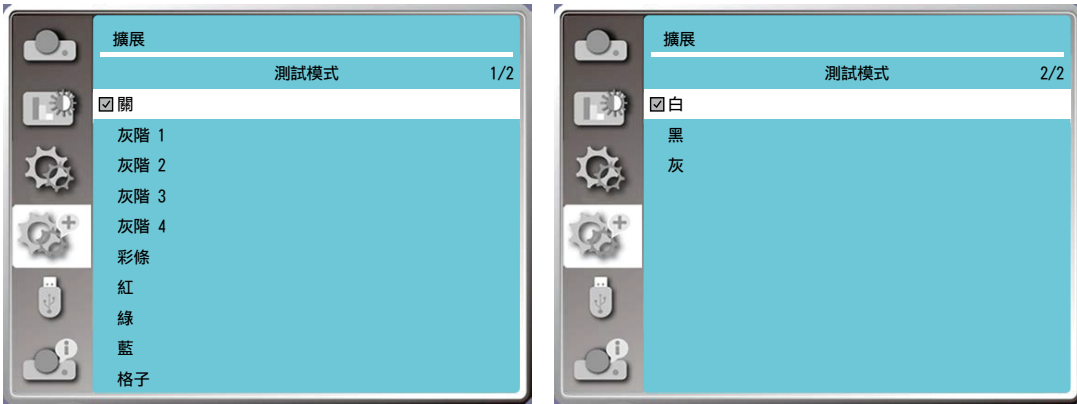 擴展
測試模式 1/2
關
灰階 1
灰階 2
灰階 3
灰階 4
彩條
紅
綠
藍
格子
擴展
測試模式 2/2
白
黑
灰